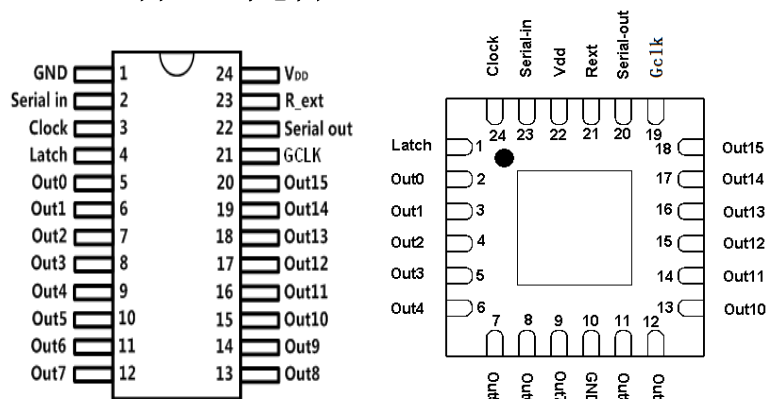 GND 1 24 VDD
Serial in 2 23 R_ext
Clock 3 22 Serial out
Latch 4 21 GCLK
Out0 5 20 Out15
Out1 6 19 Out14
Out2 7 18 Out13
Out3 8 17 Out12
Out4 9 16 Out11
Out5 10 15 Out10
Out6 11 14 Out9
Out7 12 13 Out8
Clock Serial-in Vdd Rext Serial-out Gclk
24 23 22 21 20 19
Latch 1 18 Out15
Out0 2 17 Out14
Out1 3 16 Out13
Out2 4 15 Out12
Out3 5 14 Out11
Out4 6 13 Out10
7 8 9 10 11 12